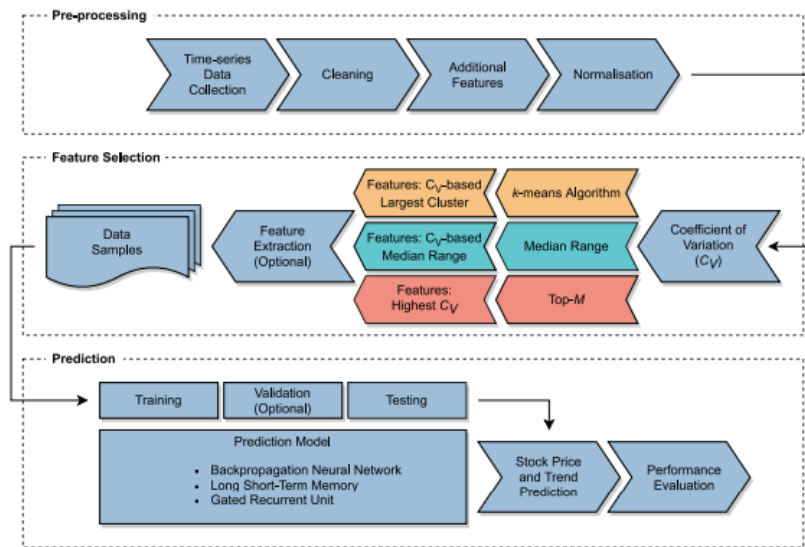 Pre-processing
Time-series
Data
Collection
Cleaning
Additional
Features
Normalisation
Feature Selection
Data
Samples
Feature
Extraction
(Optional)
Features: CV-based
Largest Cluster
k-means Algorithm
Features: CV-based
Median Range
Median Range
Features:
Highest CV
Top-M
Coefficient of
Variation
(CV)
Prediction
Training
Validation
(Optional)
Testing
Prediction Model
• Backpropagation Neural Network
• Long Short-Term Memory
• Gated Recurrent Unit
Stock Price
and Trend
Prediction
Performance
Evaluation